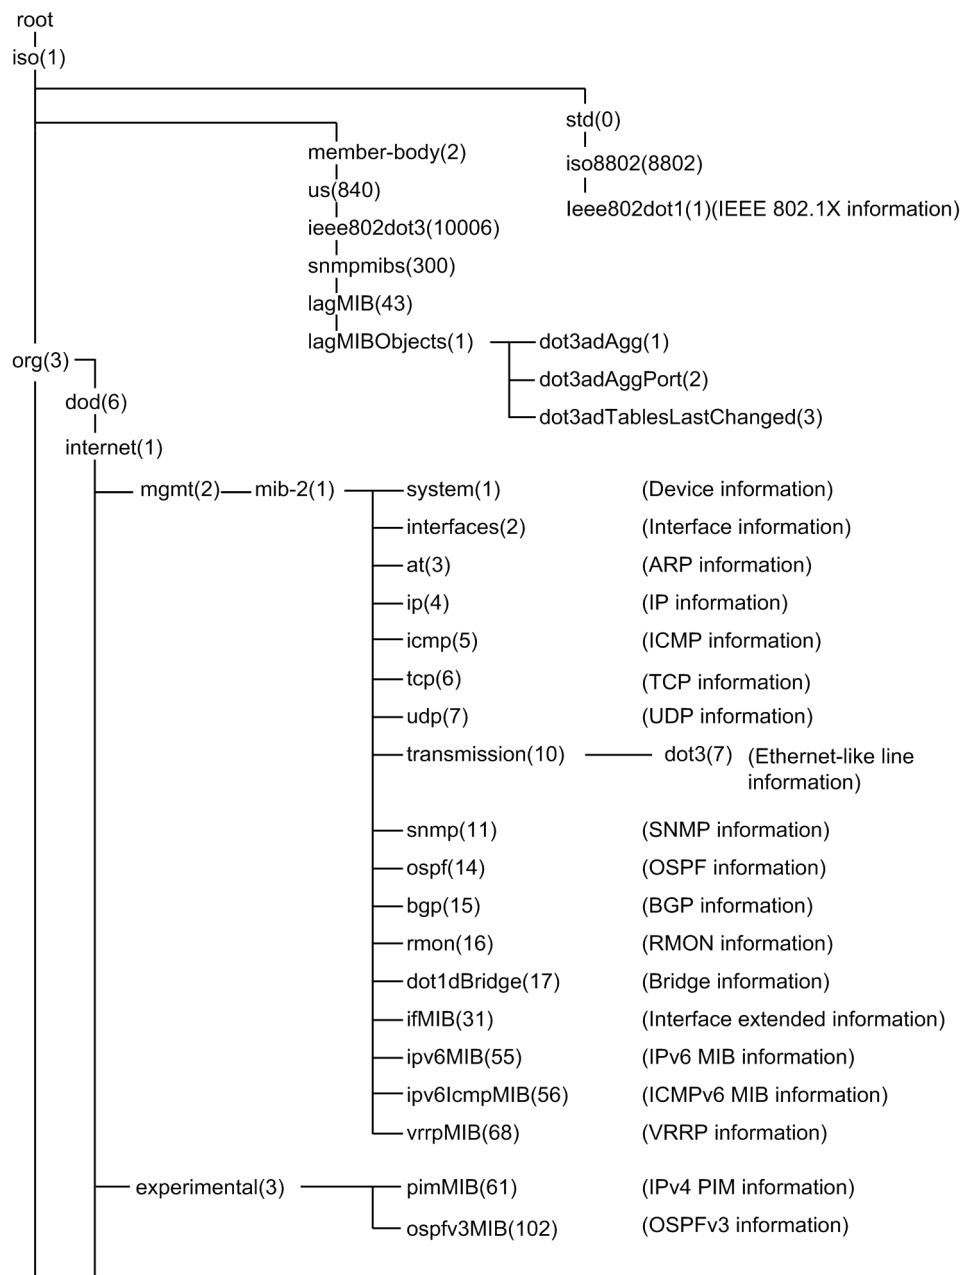 root
iso(1)
std(0)
member-body(2)
iso8802(8802)
us(840)
Ieee802dot1(1)(IEEE 802.1X information)
ieee802dot3(10006)
snmpmibs(300)
lagMIB(43)
lagMIBObjects(1) dot3adAgg(1)
org(3)
dot3adAggPort(2)
dod(6)
dot3adTablesLastChanged(3)
internet(1)
mgmt(2) mib-2(1) system(1) (Device information)
interfaces(2) (Interface information)
at(3) (ARP information)
ip(4) (IP information)
icmp(5) (ICMP information)
tcp(6) (TCP information)
udp(7) (UDP information)
transmission(10) dot3(7) (Ethernet-like line
information)
snmp(11) (SNMP information)
ospf(14) (OSPF information)
bgp(15) (BGP information)
rmon(16) (RMON information)
dot1dBridge(17) (Bridge information)
ifMIB(31) (Interface extended information)
ipv6MIB(55) (IPv6 MIB information)
ipv6IcmpMIB(56) (ICMPv6 MIB information)
vrrpMIB(68) (VRRP information)
experimental(3) pimMIB(61) (IPv4 PIM information)
ospfv3MIB(102) (OSPFv3 information)